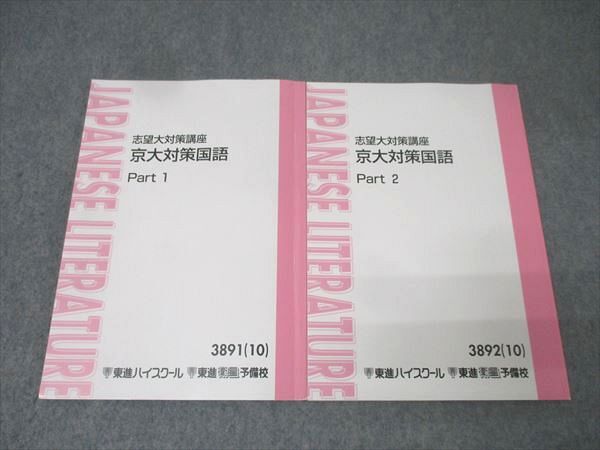 JAPANESE LITERATURE
志望大対策講座
京大対策国語
Part 1
3891(10)
東進ハイスクール 東進衛星予備校
JAPANESE LITERATURE
志望大対策講座
京大対策国語
Part 2
3892(10)
東進ハイスクール 東進衛星予備校